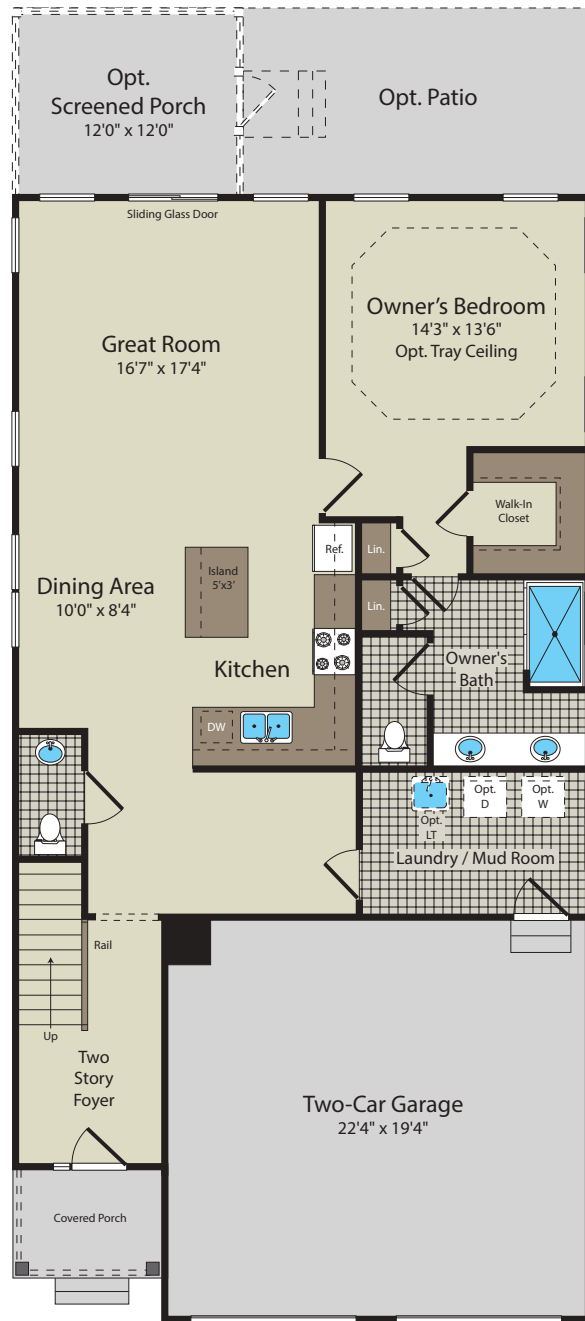 Opt.
Screened Porch
12'0" x 12'0"
Opt. Patio
Sliding Glass Door
Great Room
16'7" x 17'4"
Owner's Bedroom
14'3" x 13'6"
Opt. Tray Ceiling
Walk-In
Closet
Ref.
Lin.
Island
5'x3'
Dining Area
10'0" x 8'4"
Lin.
Kitchen
Owner's
Bath
DW
Opt.
LT
Opt.
D
Opt.
W
Laundry / Mud Room
Rail
Up
Two
Story
Foyer
Two-Car Garage
22'4" x 19'4"
Covered Porch